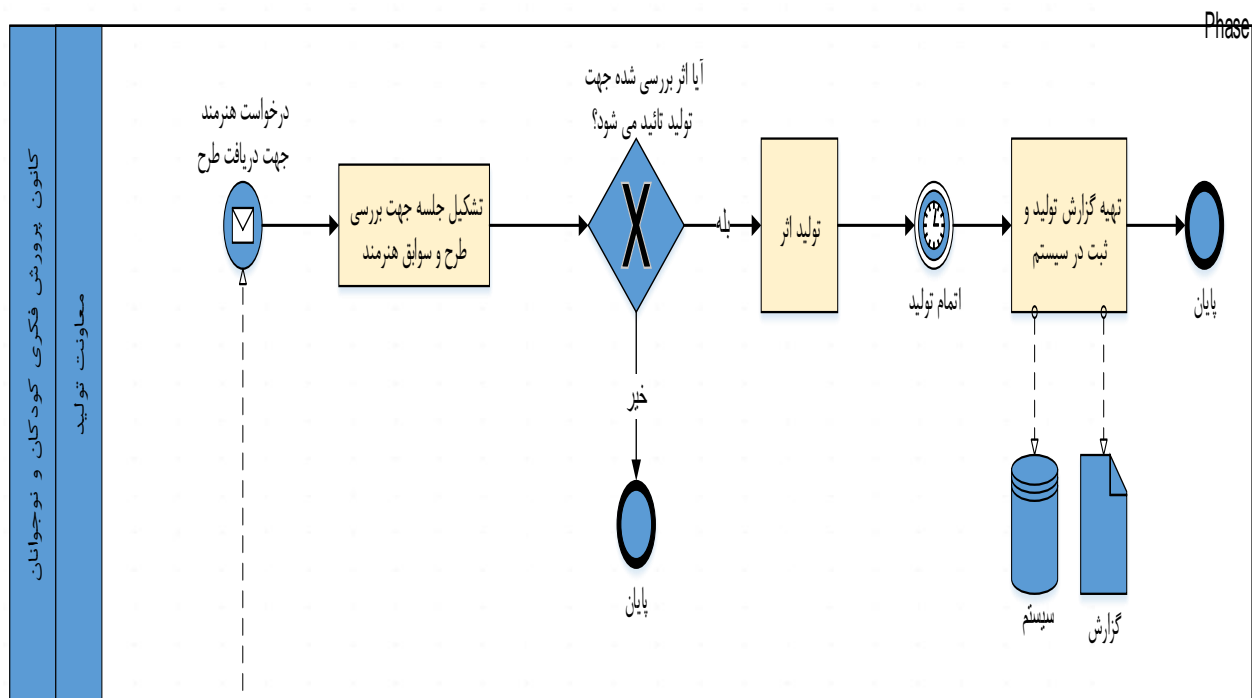 Phase
کانون پرورش فکری کودکان و نوجوانان
معاونت تولید
درخواست هنرمند
جهت دریافت طرح
تشکیل جلسه جهت بررسی
طرح و سوابق هنرمند
آیا اثر بررسی شده جهت
تولید تائید می شود؟
بله
خیر
پایان
تولید اثر
اتمام تولید
تهیه گزارش تولید و
ثبت در سیستم
پایان
سیستم
گزارش